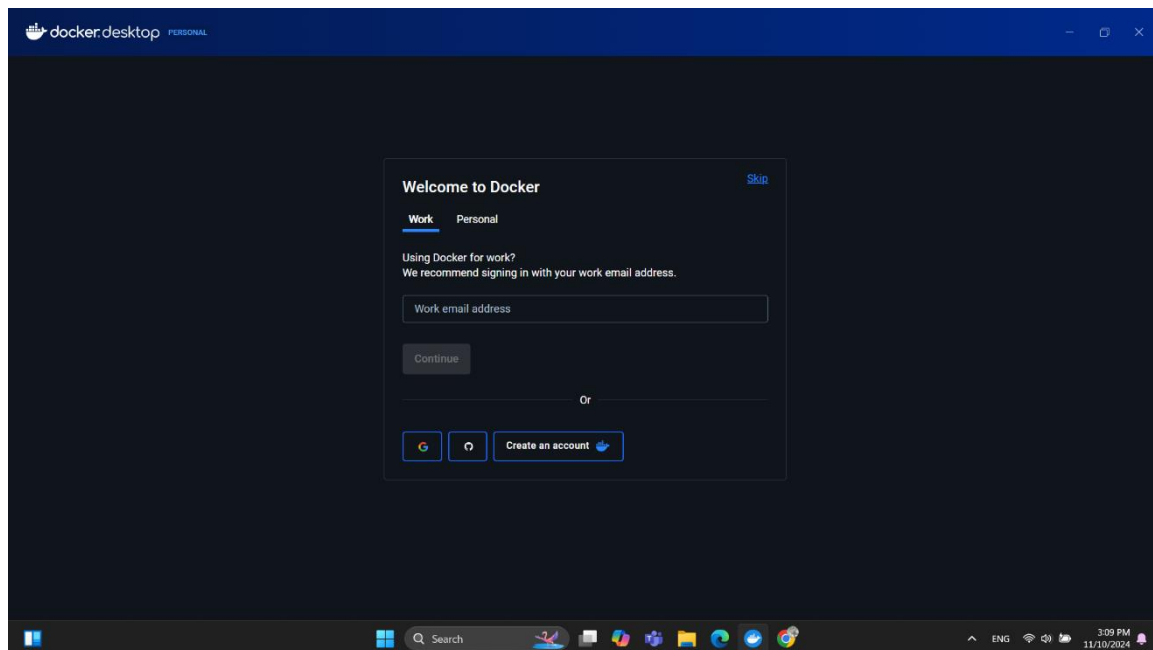 docker.desktop PERSONAL
Welcome to Docker
Skip
Work Personal
Using Docker for work?
We recommend signing in with your work email address.
Work email address
Continue
Or
G
Create an account
Search
ENG
3:09 PM
11/10/2024